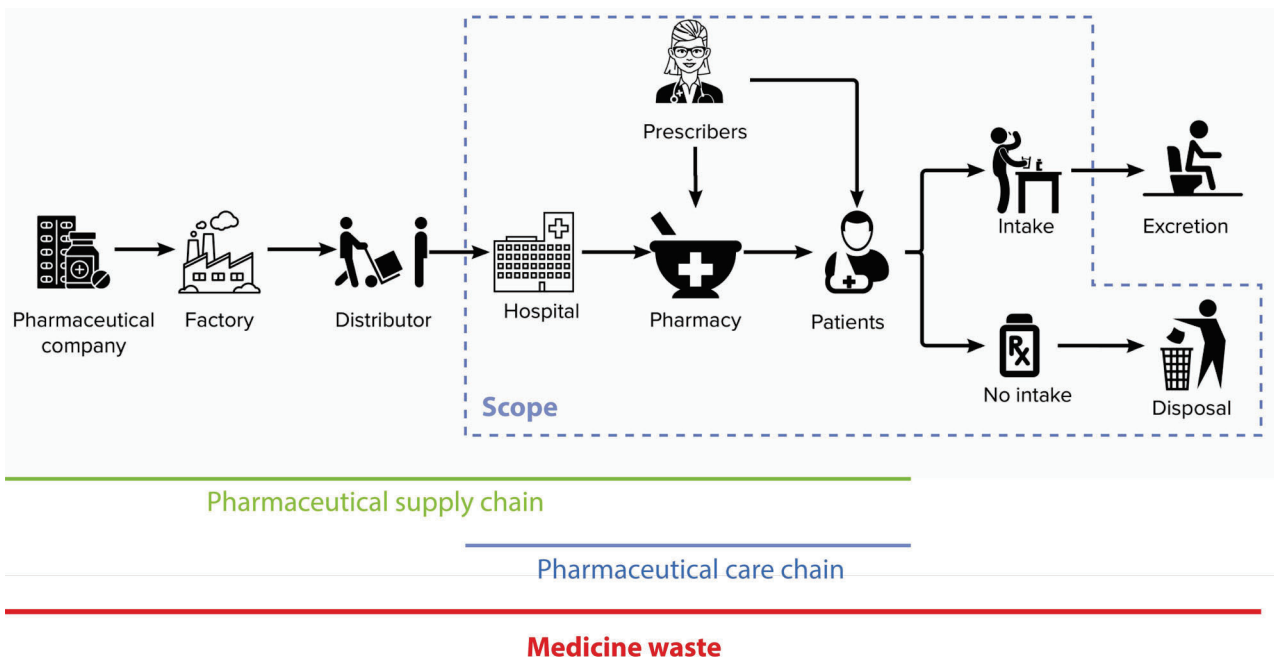 Prescribers
Intake
Excretion
Pharmaceutical
company
Factory
Distributor
Hospital
Pharmacy
Patients
Rx
No intake
Disposal
Scope
Pharmaceutical supply chain
Pharmaceutical care chain
Medicine waste